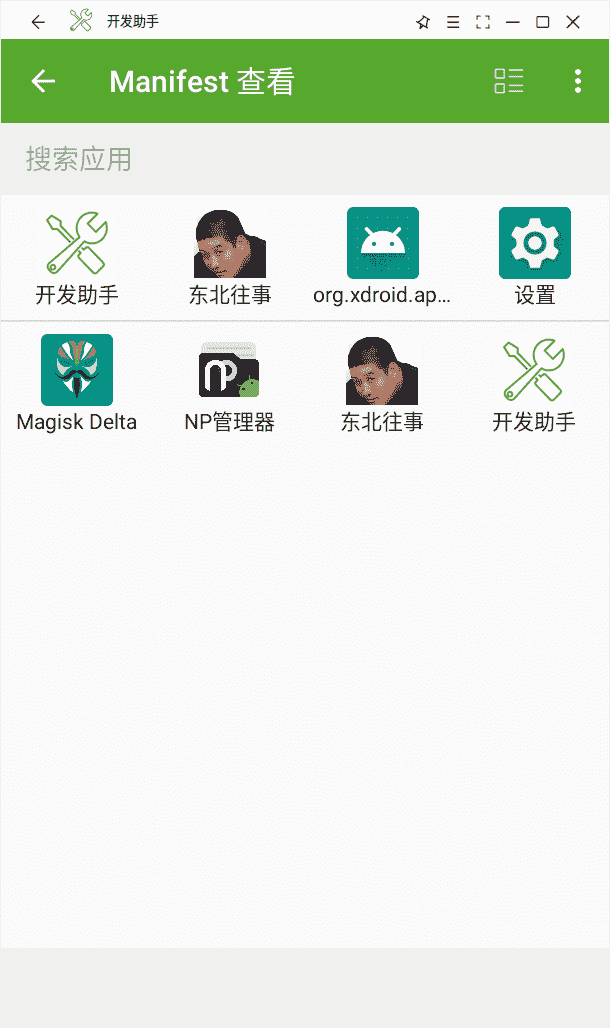 开发助手
Manifest 查看
搜索应用
开发助手 东北往事 org.xdroid.ap... 设置
Magisk Delta NP管理器 东北往事 开发助手